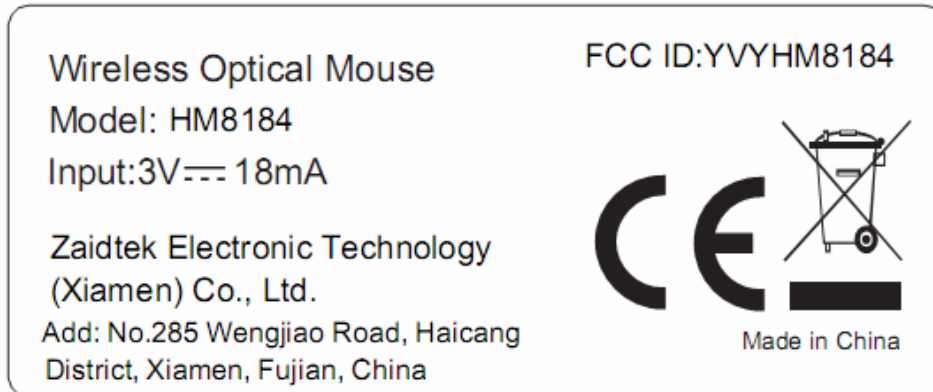 Wireless Optical Mouse
Model: HM8184
Input:3V⎓18mA
Zaidtek Electronic Technology
(Xiamen) Co., Ltd.
Add: No.285 Wengjiao Road, Haicang
District, Xiamen, Fujian, China
FCC ID:YVYHM8184
CE
Made in China